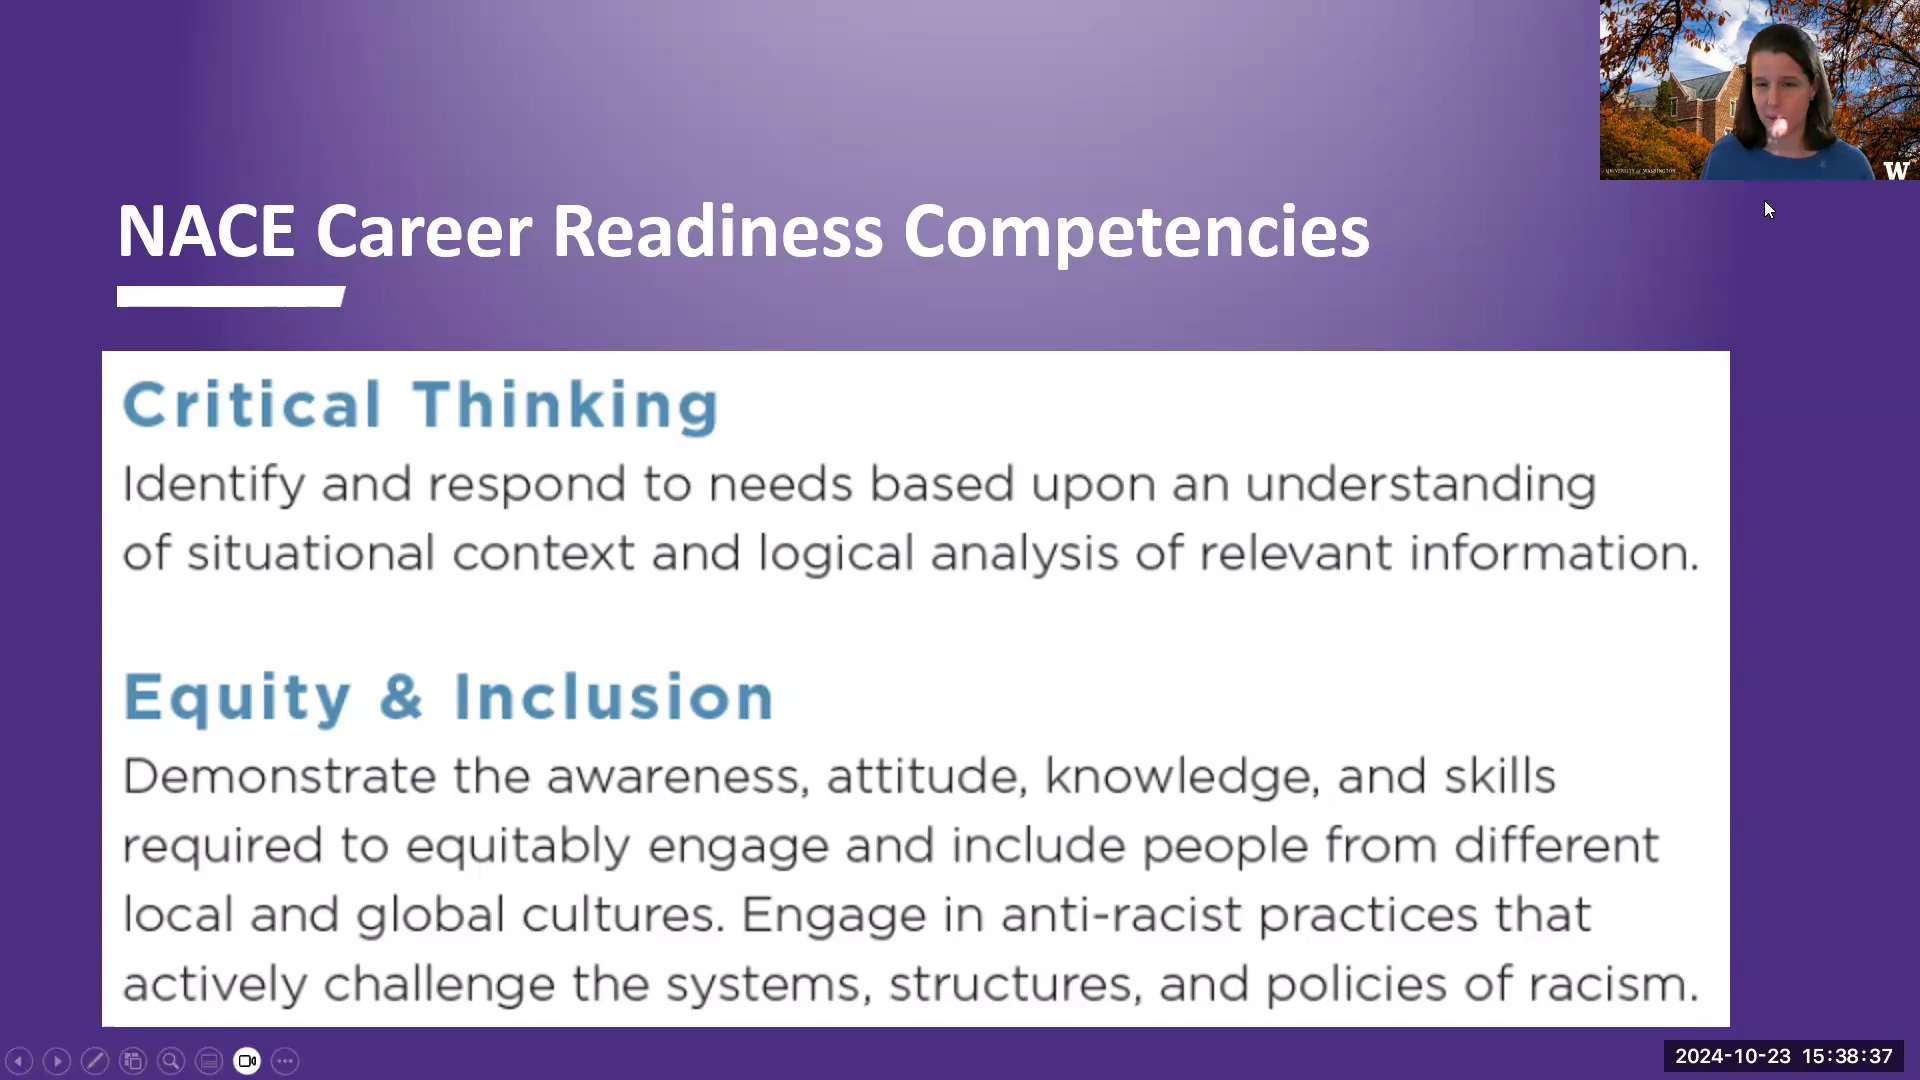 NACE Career Readiness Competencies
Critical Thinking
Identify and respond to needs based upon an understanding
of situational context and logical analysis of relevant information.
Equity & Inclusion
Demonstrate the awareness, attitude, knowledge, and skills
required to equitably engage and include people from different
local and global cultures. Engage in anti-racist practices that
actively challenge the systems, structures, and policies of racism.
UNIVERSITY of WASHINGTON
W
2024-10-23 15:38:37